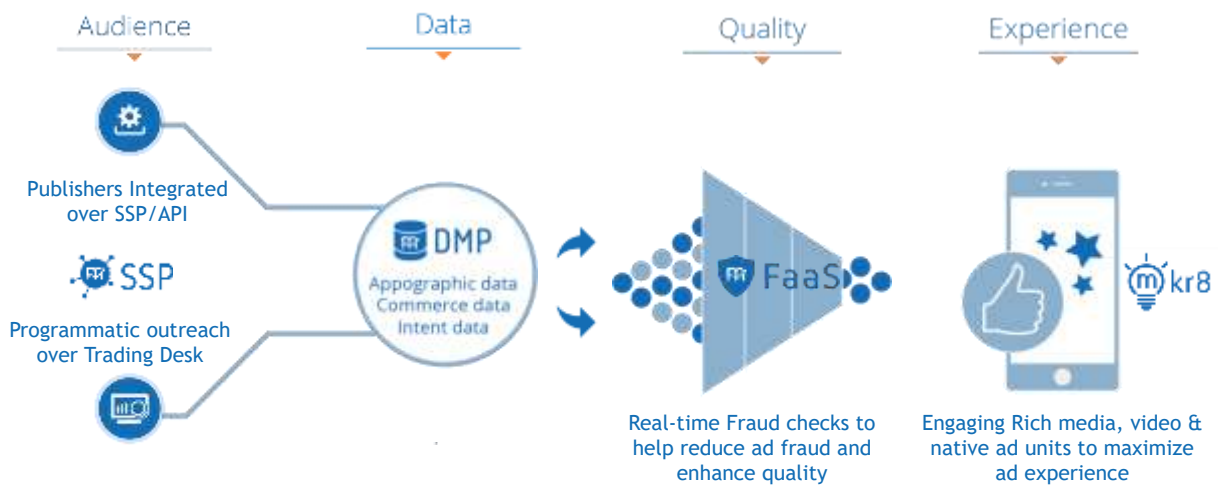 Audience
Data
Quality
Experience
Publishers Integrated
over SSP/API
SSP
Programmatic outreach
over Trading Desk
DMP
Appographic data
Commerce data
Intent data
FaaS
Real-time Fraud checks to
help reduce ad fraud and
enhance quality
m kr8
Engaging Rich media, video &
native ad units to maximize
ad experience